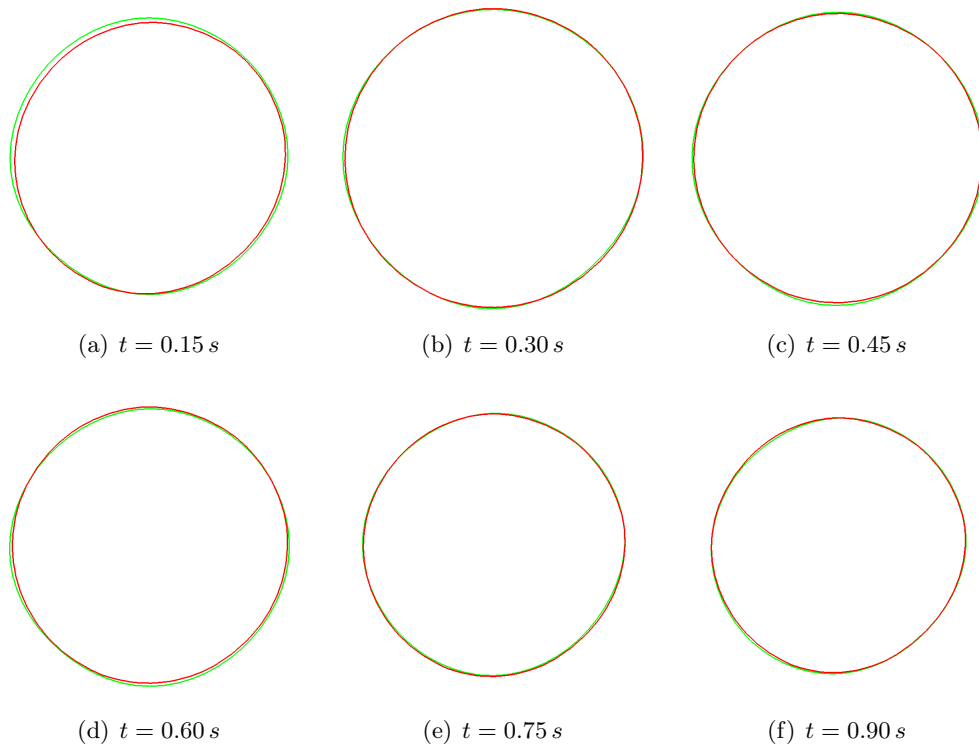 (a) t = 0.15 s
(b) t = 0.30 s
(c) t = 0.45 s
(d) t = 0.60 s
(e) t = 0.75 s
(f) t = 0.90 s